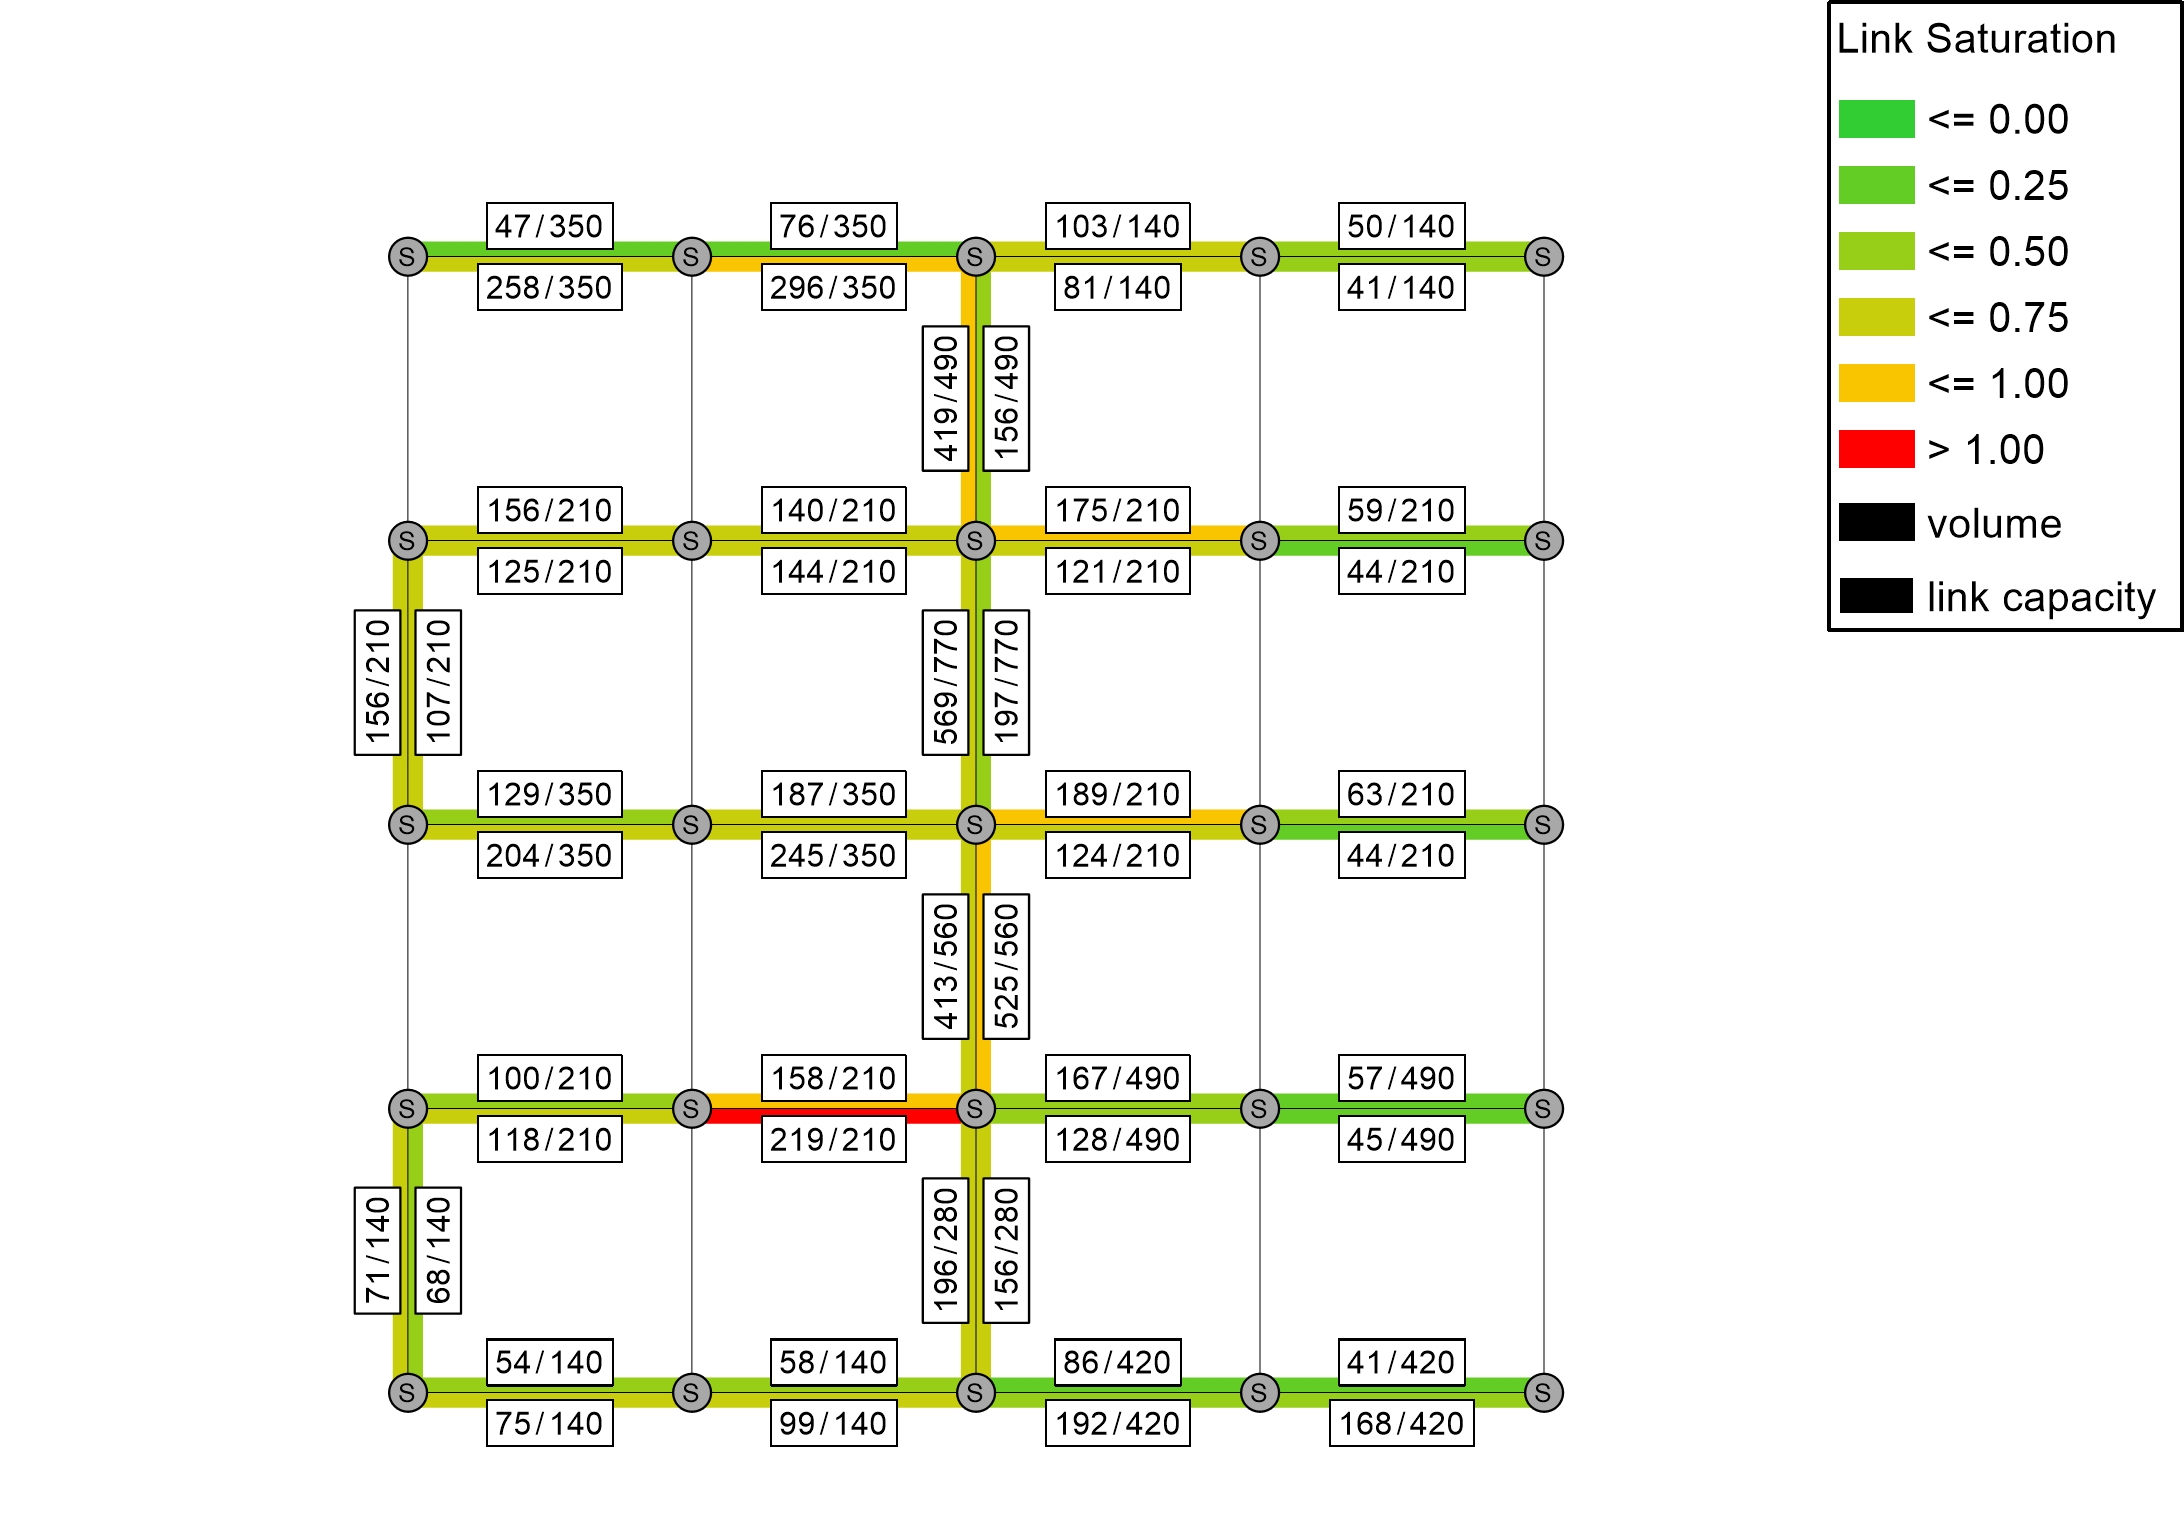 Link Saturation
<= 0.00
<= 0.25
<= 0.50
<= 0.75
<= 1.00
> 1.00
volume
link capacity
47/350
76/350
103/140
50/140
S
S
S
S
S
258/350
296/350
81/140
41/140
419/490
156/490
156/210
140/210
175/210
59/210
S
S
S
S
S
125/210
144/210
121/210
44/210
156/210
107/210
569/770
197/770
129/350
187/350
189/210
63/210
S
S
S
S
S
204/350
245/350
124/210
44/210
413/560
525/560
100/210
158/210
167/490
57/490
S
S
S
S
S
118/210
219/210
128/490
45/490
71/140
68/140
196/280
156/280
54/140
58/140
86/420
41/420
S
S
S
S
S
75/140
99/140
192/420
168/420